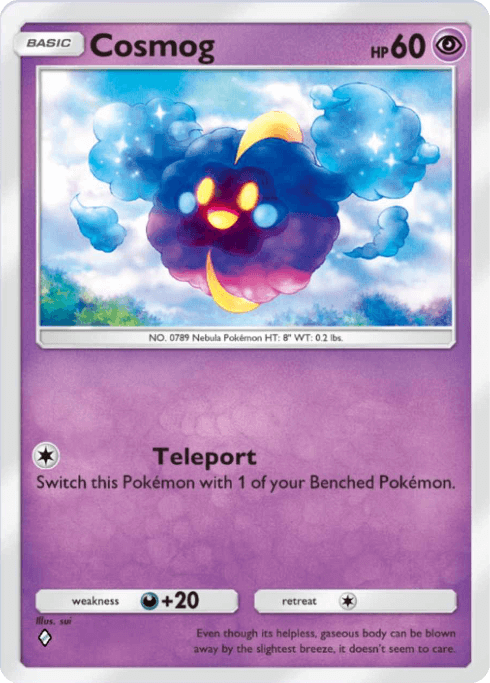 BASIC Cosmog HP 60
NO. 0789 Nebula Pokémon HT: 8" WT: 0.2 lbs.
Teleport
Switch this Pokémon with 1 of your Benched Pokémon.
weakness +20 retreat
Illus. sui
Even though its helpless, gaseous body can be blown
away by the slightest breeze, it doesn't seem to care.